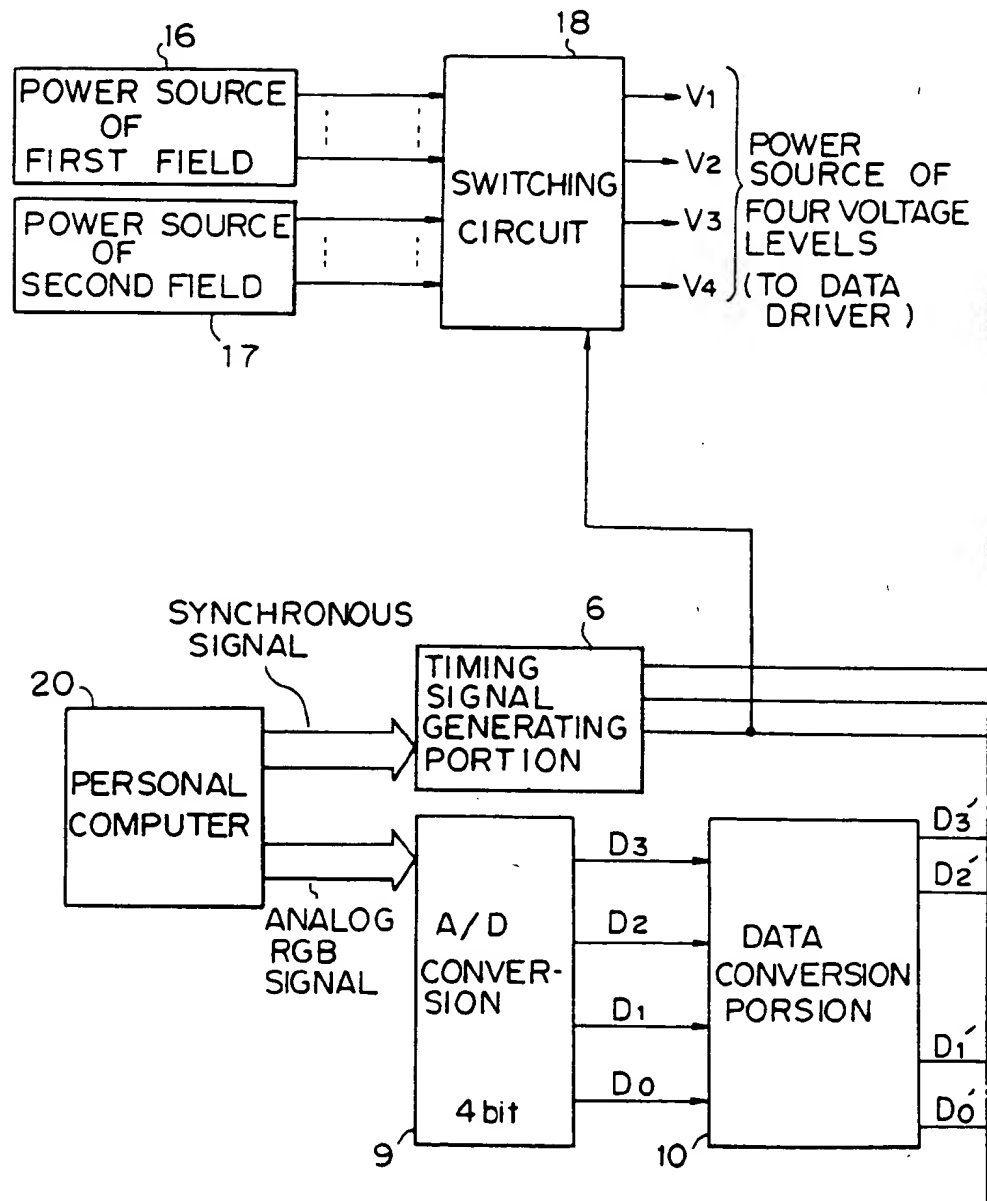 16
POWER SOURCE
OF
FIRST FIELD
POWER SOURCE
OF
SECOND FIELD
17
18
SWITCHING
CIRCUIT
V1
V2
V3
V4
POWER
SOURCE OF
FOUR VOLTAGE
LEVELS
(TO DATA
DRIVER)
SYNCHRONOUS
SIGNAL
20
PERSONAL
COMPUTER
ANALOG
RGB
SIGNAL
6
TIMING
SIGNAL
GENERATING
PORTION
A/D
CONVER-
SION
4 bit
9
D3
D2
D1
D0
DATA
CONVERSION
PORSION
10
D3'
D2'
D1'
D0'